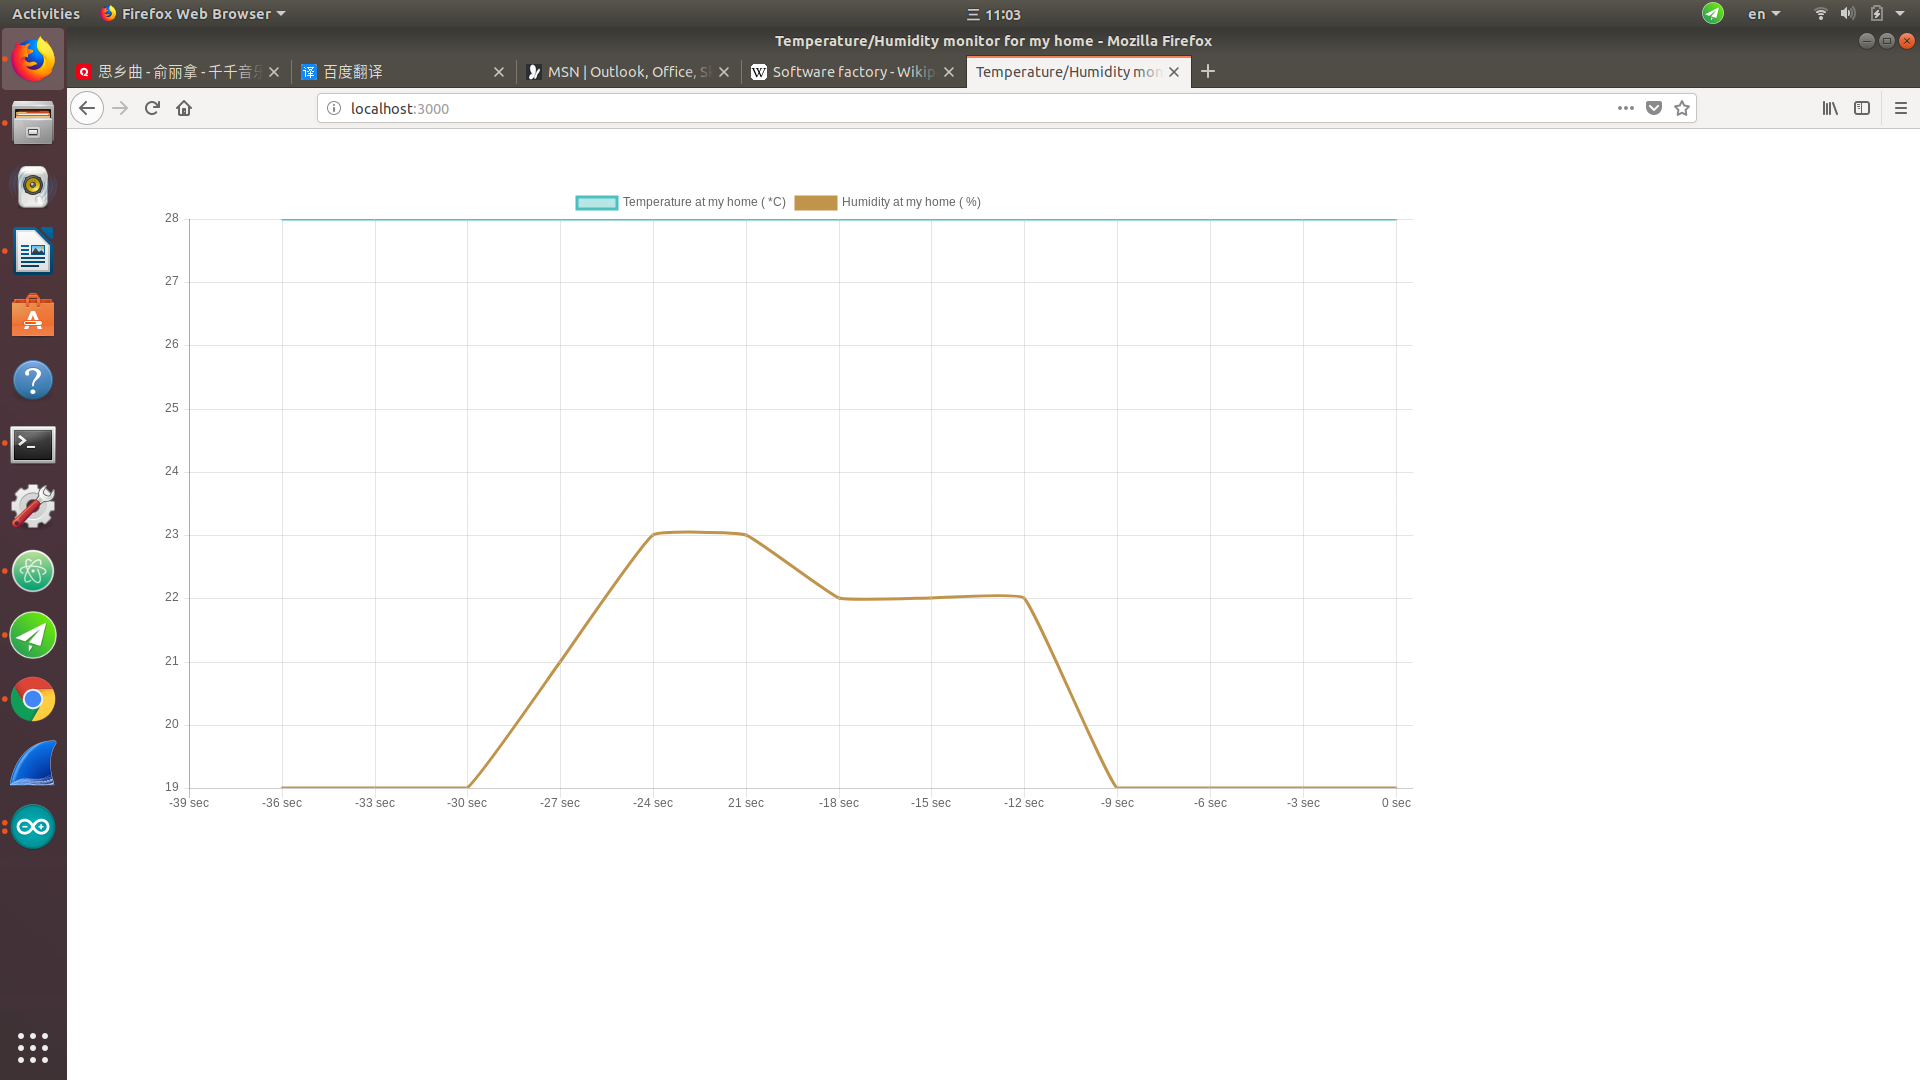 Activities Firefox Web Browser 三 11:03 en
Temperature/Humidity monitor for my home - Mozilla Firefox
思乡曲 - 俞丽拿 - 千千音乐 百度翻译 MSN | Outlook, Office, S Software factory - Wikip Temperature/Humidity mon
localhost:3000
Temperature at my home ( *C) Humidity at my home ( %)
28
27
26
25
24
23
22
21
20
19
-39 sec -36 sec -33 sec -30 sec -27 sec -24 sec 21 sec -18 sec -15 sec -12 sec -9 sec -6 sec -3 sec 0 sec